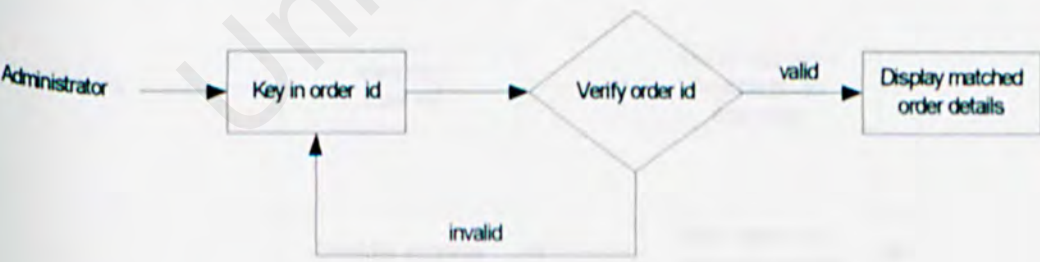 Administrator
Key in order id
Verify order id
valid
Display matched
order details
invalid